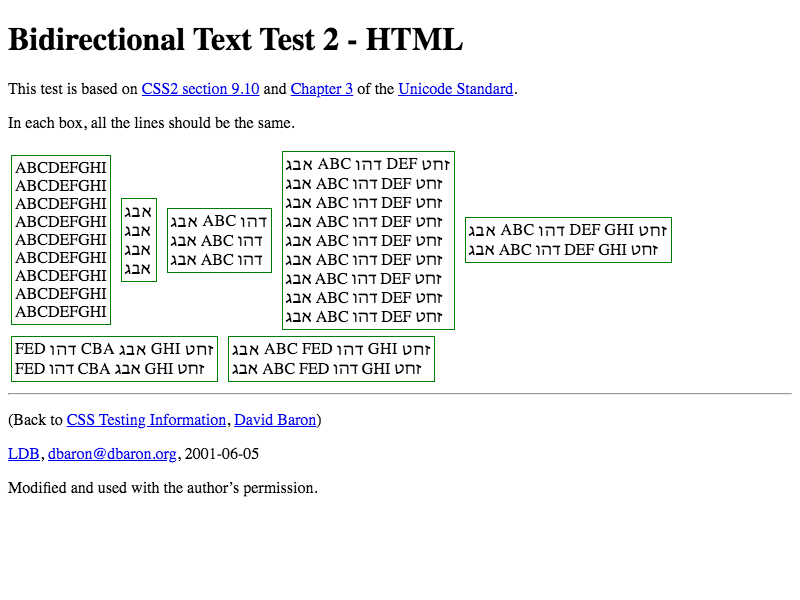 Bidirectional Text Test 2 - HTML
This test is based on CSS2 section 9.10 and Chapter 3 of the Unicode Standard.
In each box, all the lines should be the same.
ABCDEFGHI
ABCDEFGHI
ABCDEFGHI
ABCDEFGHI
ABCDEFGHI
ABCDEFGHI
ABCDEFGHI
ABCDEFGHI
ABCDEFGHI
אבג
אבג
אבג
אבג
אבג ABC דהו
אבג ABC דהו
אבג ABC דהו
אבג ABC דהו DEF זחט
אבג ABC דהו DEF זחט
אבג ABC דהו DEF זחט
אבג ABC דהו DEF זחט
אבג ABC דהו DEF זחט
אבג ABC דהו DEF זחט
אבג ABC דהו DEF זחט
אבג ABC דהו DEF זחט
אבג ABC דהו DEF זחט
אבג ABC דהו DEF GHI זחט
אבג ABC דהו DEF GHI זחט
FED דהו CBA אבג GHI זחט
FED דהו CBA אבג GHI זחט
אבג ABC FED דהו GHI זחט
אבג ABC FED דהו GHI זחט
(Back to CSS Testing Information, David Baron)
LDB, dbaron@dbaron.org, 2001-06-05
Modified and used with the author’s permission.